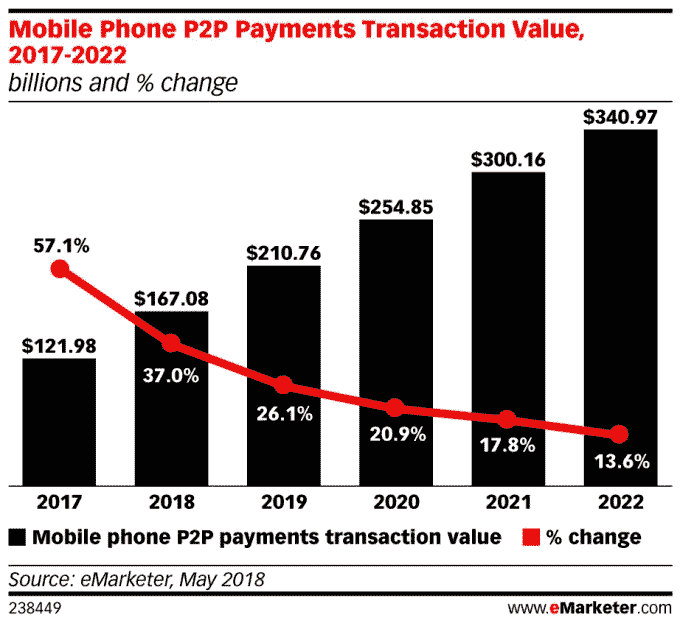 Mobile Phone P2P Payments Transaction Value,
2017-2022
billions and % change
$340.97
$300.16
$254.85
57.1%
$210.76
$167.08
$121.98
37.0%
26.1%
20.9%
17.8%
13.6%
2017 2018 2019 2020 2021 2022
Mobile phone P2P payments transaction value % change
Source: eMarketer, May 2018
238449 www.eMarketer.com